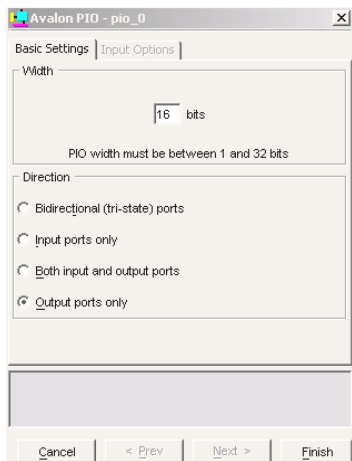 Avalon PIO - pio_0
Basic Settings Input Options
Width
16 bits
PIO width must be between 1 and 32 bits
Direction
Bidirectional (tri-state) ports
Input ports only
Both input and output ports
Output ports only
Cancel < Prev Next > Finish